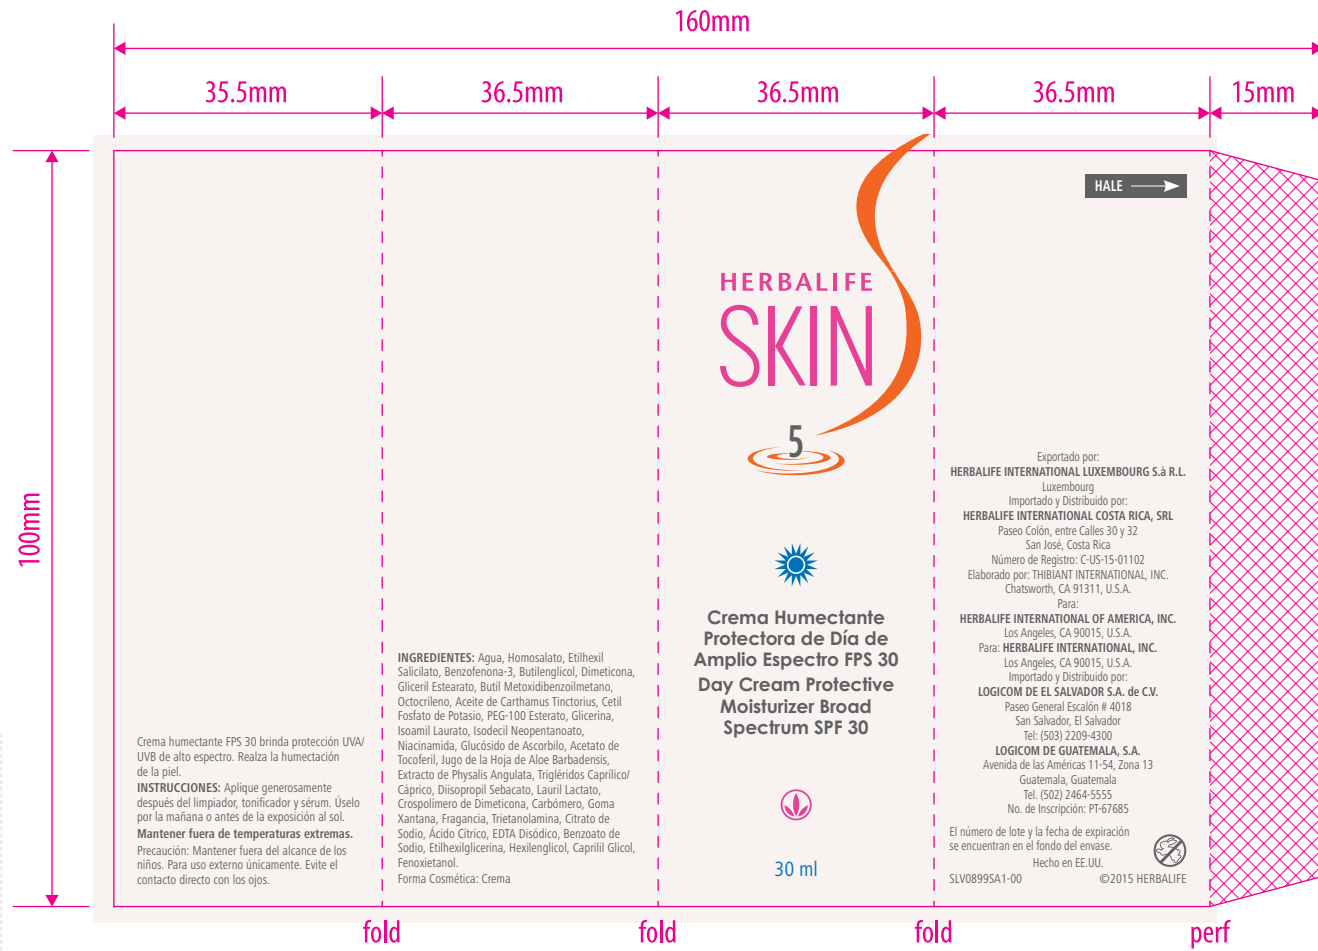 160mm
35.5mm
36.5mm
36.5mm
36.5mm
15mm
100mm
Crema humectante FPS 30 brinda protección UVA/
UVB de alto espectro. Realza la humectación
de la piel.
INSTRUCCIONES: Aplique generosamente
después del limpiador, tonificador y sérum. Úselo
por la mañana o antes de la exposición al sol.
Mantener fuera de temperaturas extremas.
Precaución: Mantener fuera del alcance de los
niños. Para uso externo únicamente. Evite el
contacto directo con los ojos.
INGREDIENTES: Agua, Homosalato, Etilhexil
Salicilato, Benzofenona-3, Butilenglicol, Dimeticona,
Gliceril Estearato, Butil Metoxidibenzoilmetano,
Octocrileno, Aceite de Carthamus Tinctorius, Cetil
Fosfato de Potasio, PEG-100 Esterato, Glicerina,
Isoamil Laurato, Isodecil Neopentanoato,
Niacinamida, Glucósido de Ascorbilo, Acetato de
Tocoferil, Jugo de la Hoja de Aloe Barbadensis,
Extracto de Physalis Angulata, Triglíridos Caprílico/
Cáprico, Diisopropil Sebacato, Lauril Lactato,
Crospolímero de Dimeticona, Carbómero, Goma
Xantana, Fragancia, Trietanolamina, Citrato de
Sodio, Ácido Cítrico, EDTA Disódico, Benzoato de
Sodio, Etilhexilglicerina, Hexilenglicol, Caprilil Glicol,
Fenoxietanol.
Forma Cosmética: Crema
HERBALIFE
SKIN
5
Crema Humectante
Protectora de Día de
Amplio Espectro FPS 30
Day Cream Protective
Moisturizer Broad
Spectrum SPF 30
30 ml
HALE
Exportado por:
HERBALIFE INTERNATIONAL LUXEMBOURG S.à R.L.
Luxembourg
Importado y Distribuido por:
HERBALIFE INTERNATIONAL COSTA RICA, SRL
Paseo Colón, entre Calles 30 y 32
San José, Costa Rica
Número de Registro: C-US-15-01102
Elaborado por: THIBIANT INTERNATIONAL, INC.
Chatsworth, CA 91311, U.S.A.
Para:
HERBALIFE INTERNATIONAL OF AMERICA, INC.
Los Angeles, CA 90015, U.S.A.
Para: HERBALIFE INTERNATIONAL, INC.
Los Angeles, CA 90015, U.S.A.
Importado y Distribuido por:
LOGICOM DE EL SALVADOR S.A. de C.V.
Paseo General Escalón # 4018
San Salvador, El Salvador
Tel: (503) 2209-4300
LOGICOM DE GUATEMALA, S.A.
Avenida de las Américas 11-54, Zona 13
Guatemala, Guatemala
Tel. (502) 2464-5555
No. de Inscripción: PT-67685
El número de lote y la fecha de expiración
se encuentran en el fondo del envase.
Hecho en EE.UU.
SLV0899SA1-00 ©2015 HERBALIFE
fold
fold
fold
perf